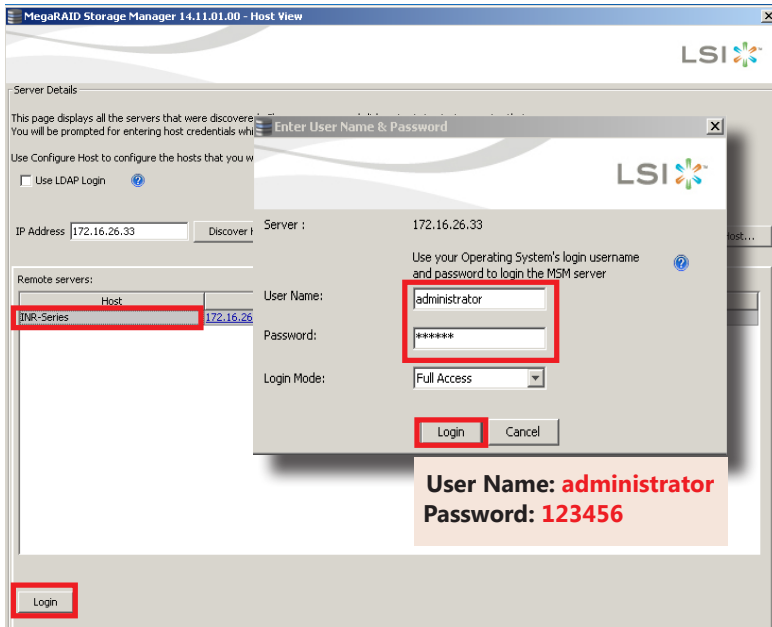 MegaRAID Storage Manager 14.11.01.00 - Host View
LSI
Server Details
This page displays all the servers that were discovered
You will be prompted for entering host credentials whi
Use Configure Host to configure the hosts that you w
Use LDAP Login
IP Address 172.16.26.33 Discover H
Host...
Remote servers:
Host
INR-Series 172.16.26
Login
Enter User Name & Password
LSI
Server : 172.16.26.33
Use your Operating System's login username
and password to login the MSM server
User Name: administrator
Password: ******
Login Mode: Full Access
Login Cancel
User Name: administrator
Password: 123456